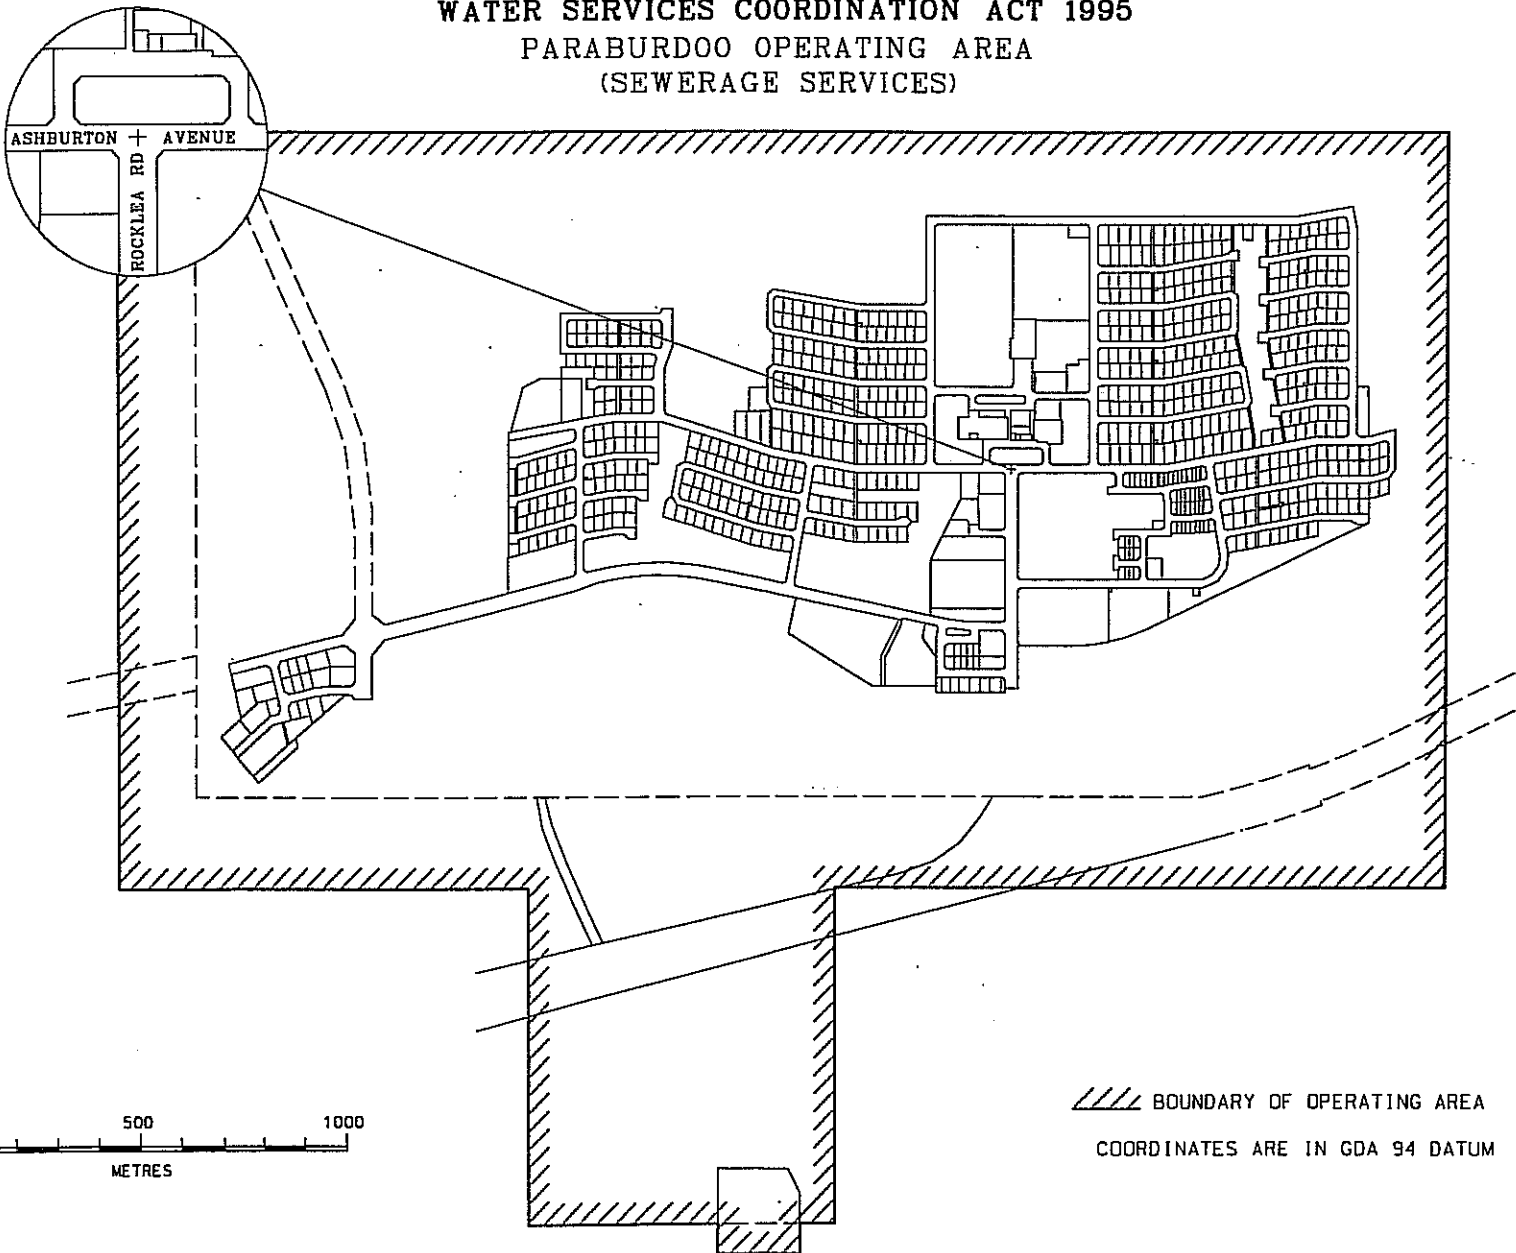 WATER SERVICES COORDINATION ACT 1995
PARABURDOO OPERATING AREA
(SEWERAGE SERVICES)
ASHBURTON AVENUE
ROCKLEA RD
500 1000
METRES
BOUNDARY OF OPERATING AREA
COORDINATES ARE IN GDA 94 DATUM